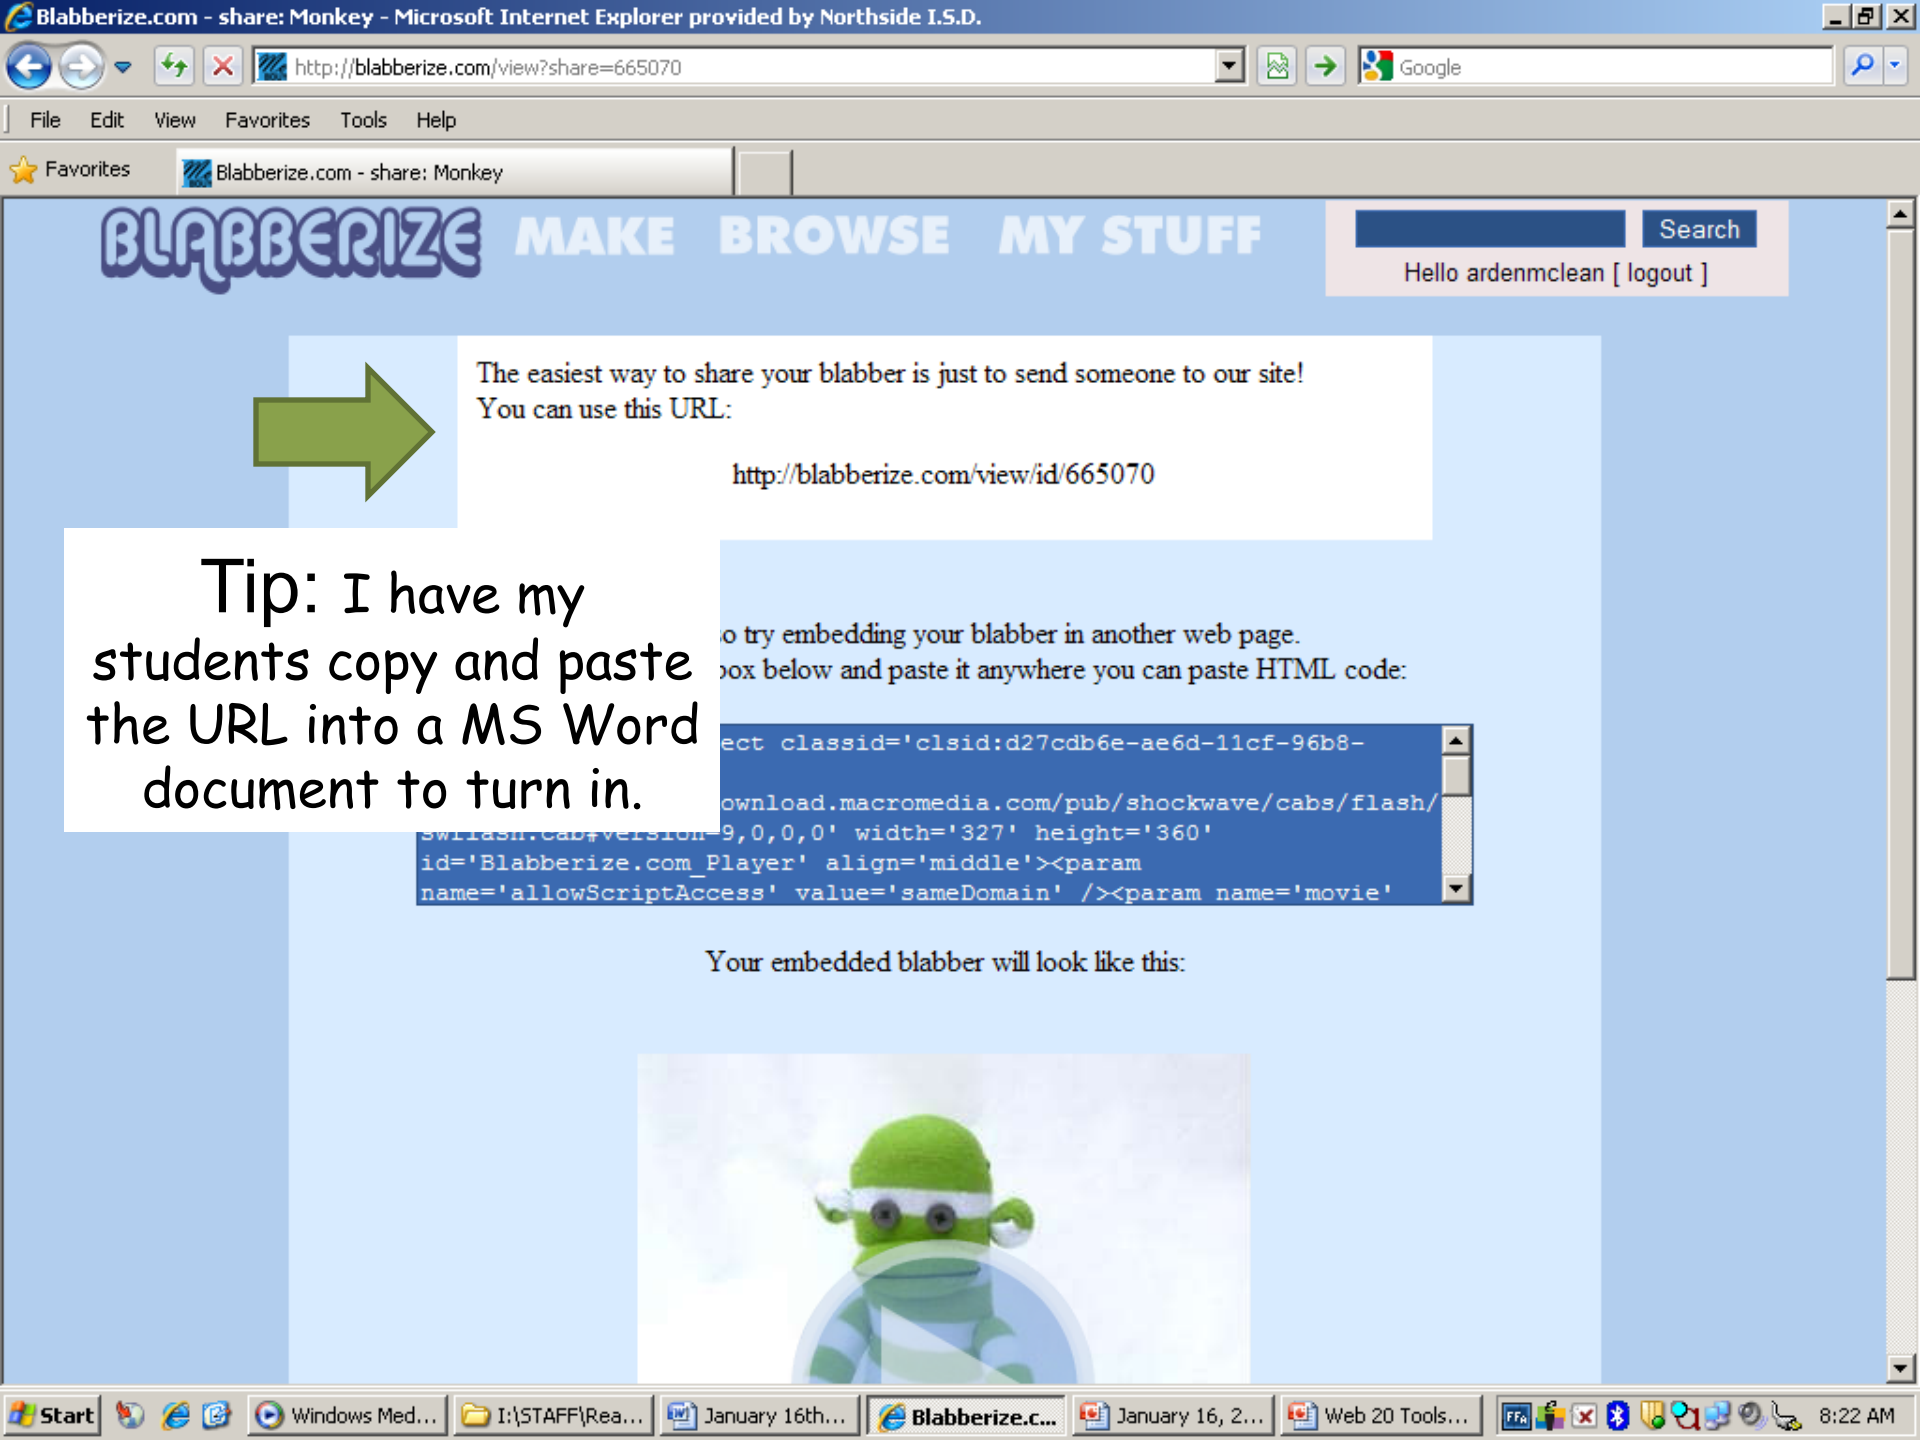 Blabberize.com - share: Monkey - Microsoft Internet Explorer provided by Northside I.S.D.
http://blabberize.com/view?share=665070
Google
File Edit View Favorites Tools Help
Favorites
Blabberize.com - share: Monkey
BLABBERIZE MAKE BROWSE MY STUFF
Search
Hello ardenmclean [ logout ]
The easiest way to share your blabber is just to send someone to our site!
You can use this URL:
http://blabberize.com/view/id/665070
Tip: I have my
students copy and paste
the URL into a MS Word
document to turn in.
try embedding your blabber in another web page.
box below and paste it anywhere you can paste HTML code:
classid='clsid:d27cdb6e-ae6d-11cf-96b8-
download.macromedia.com/pub/shockwave/cabs/flash/
swflash.cab#version=9,0,0,0' width='327' height='360'
id='Blabberize.com_Player' align='middle'><param
name='allowScriptAccess' value='sameDomain' /><param name='movie'
Your embedded blabber will look like this:
Start
Windows Med...
I:\STAFF\Rea...
January 16th...
Blabberize.c...
January 16, 2...
Web 20 Tools...
8:22 AM